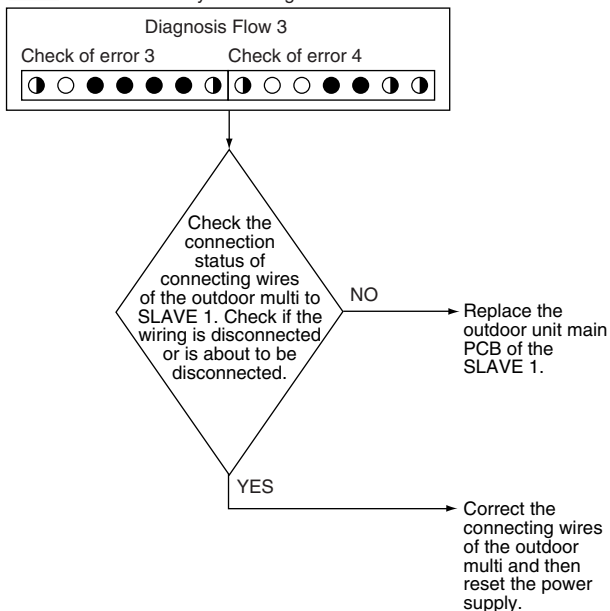 Diagnosis Flow 3
Check of error 3
Check of error 4
Check the
connection
status of
connecting wires
of the outdoor multi to
SLAVE 1. Check if the
wiring is disconnected
or is about to be
disconnected.
NO
Replace the
outdoor unit main
PCB of the
SLAVE 1.
YES
Correct the
connecting wires
of the outdoor
multi and then
reset the power
supply.